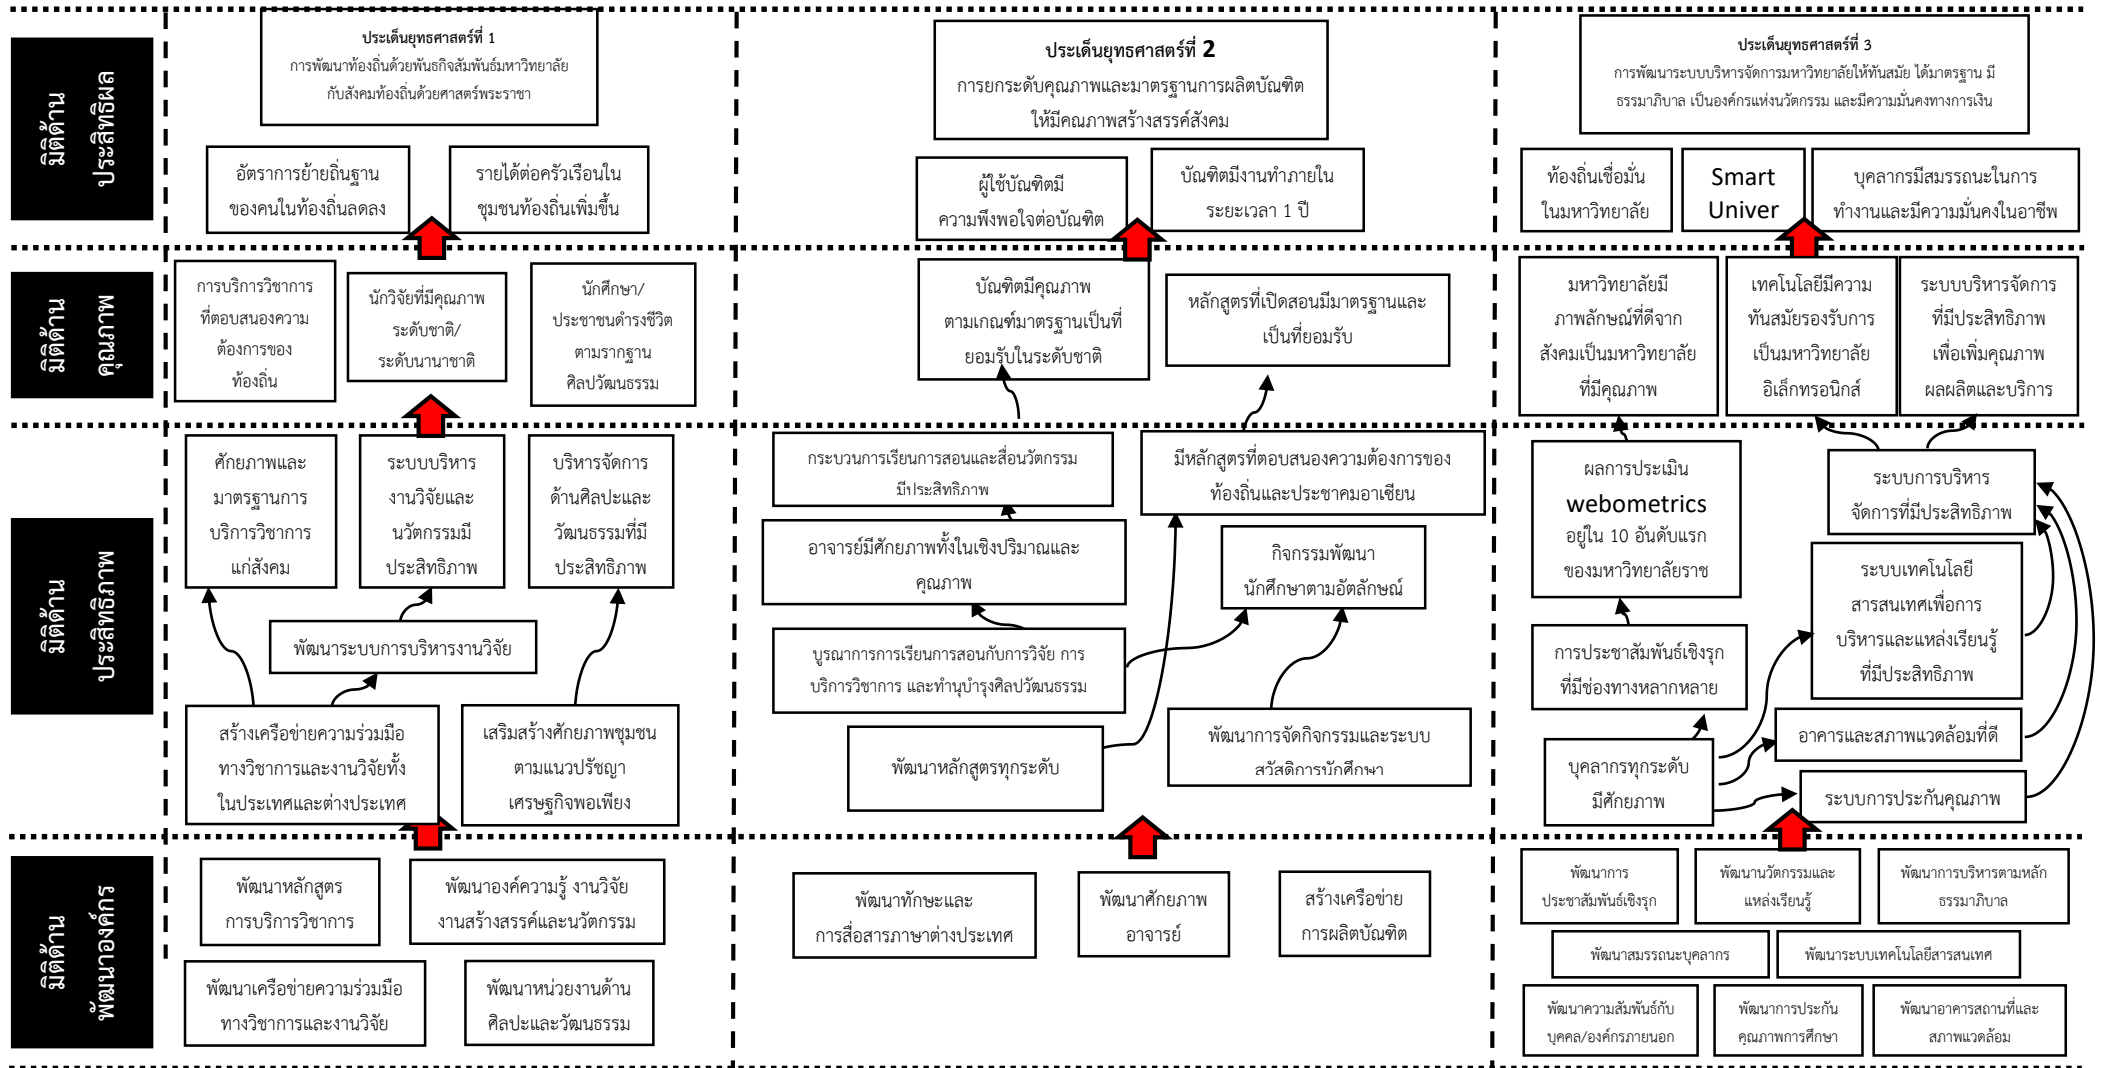 มิติด้าน
ประสิทธิผล
ประเด็นยุทธศาสตร์ที่ 1
การพัฒนาท้องถิ่นด้วยพันธกิจสัมพันธ์มหาวิทยาลัย
กับสังคมท้องถิ่นด้วยศาสตร์พระราชา
อัตราการย้ายถิ่นฐาน
ของคนในท้องถิ่นลดลง
รายได้ต่อครัวเรือนใน
ชุมชนท้องถิ่นเพิ่มขึ้น
ประเด็นยุทธศาสตร์ที่ 2
การยกระดับคุณภาพและมาตรฐานการผลิตบัณฑิต
ให้มีคณภาพสร้างสรรค์สังคม
ผู้ใช้บัณฑิตมี
ความพึงพอใจต่อบัณฑิต
บัณฑิตมีงานทำภายใน
ระยะเวลา 1 ปี
ประเด็นยุทธศาสตร์ที่ 3
การพัฒนาระบบบริหารจัดการมหาวิทยาลัยให้ทันสมัย ได้มาตรฐาน มี
ธรรมาภิบาล เป็นองค์กรแห่งนวัตกรรม และมีความมั่นคงทางการเงิน
ท้องถิ่นเชื่อมั่น
ในมหาวิทยาลัย
Smart
Univer
บุคลากรมีสมรรถนะในการ
ทำงานและมีความมั่นคงในอาชีพ
มิติด้าน
คุณภาพ
การบริการวิชาการ
ที่ตอบสนองความ
ต้องการของ
ท้องถิ่น
นักวิจัยที่มีคุณภาพ
ระดับชาติ/
ระดับนานาชาติ
นักศึกษา/
ประชาชนดำรงชีวิต
ตามรากฐาน
ศิลปวัฒนธรรม
บัณฑิตมีคุณภาพ
ตามเกณฑ์มาตรฐานเป็นที่
ยอมรับในระดับชาติ
หลักสูตรที่เปิดสอนมีมาตรฐานและ
เป็นที่ยอมรับ
มหาวิทยาลัยมี
ภาพลักษณ์ที่ดีจาก
สังคมเป็นมหาวิทยาลัย
ที่มีคุณภาพ
เทคโนโลยีมีความ
ทันสมัยรองรับการ
เป็นมหาวิทยาลัย
อิเล็กทรอนิกส์
ระบบบริหารจัดการ
ที่มีประสิทธิภาพ
เพื่อเพิ่มคุณภาพ
ผลผลิตและบริการ
มิติด้าน
ประสิทธิภาพ
ศักยภาพและ
มาตรฐานการ
บริการวิชาการ
แก่สังคม
ระบบบริหาร
งานวิจัยและ
นวัตกรรมมี
ประสิทธิภาพ
บริหารจัดการ
ด้านศิลปะและ
วัฒนธรรมที่มี
ประสิทธิภาพ
พัฒนาระบบการบริหารงานวิจัย
สร้างเครือข่ายความร่วมมือ
ทางวิชาการและงานวิจัยทั้ง
ในประเทศและต่างประเทศ
เสริมสร้างศักยภาพชุมชน
ตามแนวปรัชญา
เศรษฐกิจพอเพียง
กระบวนการเรียนการสอนและสื่อนวัตกรรม
มีประสิทธิภาพ
มีหลักสูตรที่ตอบสนองความต้องการของ
ท้องถิ่นและประชาคมอาเซียน
อาจารย์มีศักยภาพทั้งในเชิงปริมาณและ
คุณภาพ
กิจกรรมพัฒนา
นักศึกษาตามอัตลักษณ์
บูรณาการการเรียนการสอนกับการวิจัย การ
บริการวิชาการ และทำนุบำรุงศิลปวัฒนธรรม
พัฒนาหลักสูตรทุกระดับ
พัฒนาการจัดกิจกรรมและระบบ
สวัสดิการนักศึกษา
ผลการประเมิน
webometrics
อยู่ใน 10 อันดับแรก
ของมหาวิทยาลัยราช
ระบบการบริหาร
จัดการที่มีประสิทธิภาพ
ระบบเทคโนโลยี
สารสนเทศเพื่อการ
บริหารและแหล่งเรียนรู้
ที่มีประสิทธิภาพ
การประชาสัมพันธ์เชิงรุก
ที่มีช่องทางหลากหลาย
อาคารและสภาพแวดล้อมที่ดี
บุคลากรทุกระดับ
มีศักยภาพ
ระบบการประกันคุณภาพ
มิติด้าน
พัฒนาองค์กร
พัฒนาหลักสูตร
การบริการวิชาการ
พัฒนาองค์ความรู้ งานวิจัย
งานสร้างสรรค์และนวัตกรรม
พัฒนาเครือข่ายความร่วมมือ
ทางวิชาการและงานวิจัย
พัฒนาหน่วยงานด้าน
ศิลปะและวัฒนธรรม
พัฒนาทักษะและ
การสื่อสารภาษาต่างประเทศ
พัฒนาศักยภาพ
อาจารย์
สร้างเครือข่าย
การผลิตบัณฑิต
พัฒนาการ
ประชาสัมพันธ์เชิงรุก
พัฒนานวัตกรรมและ
แหล่งเรียนรู้
พัฒนาการบริหารตามหลัก
ธรรมาภิบาล
พัฒนาสมรรถนะบุคลากร
พัฒนาระบบเทคโนโลยีสารสนเทศ
พัฒนาความสัมพันธ์กับ
บุคคล/องค์กรภายนอก
พัฒนาการประกัน
คุณภาพการศึกษา
พัฒนาอาคารสถานที่และ
สภาพแวดล้อม